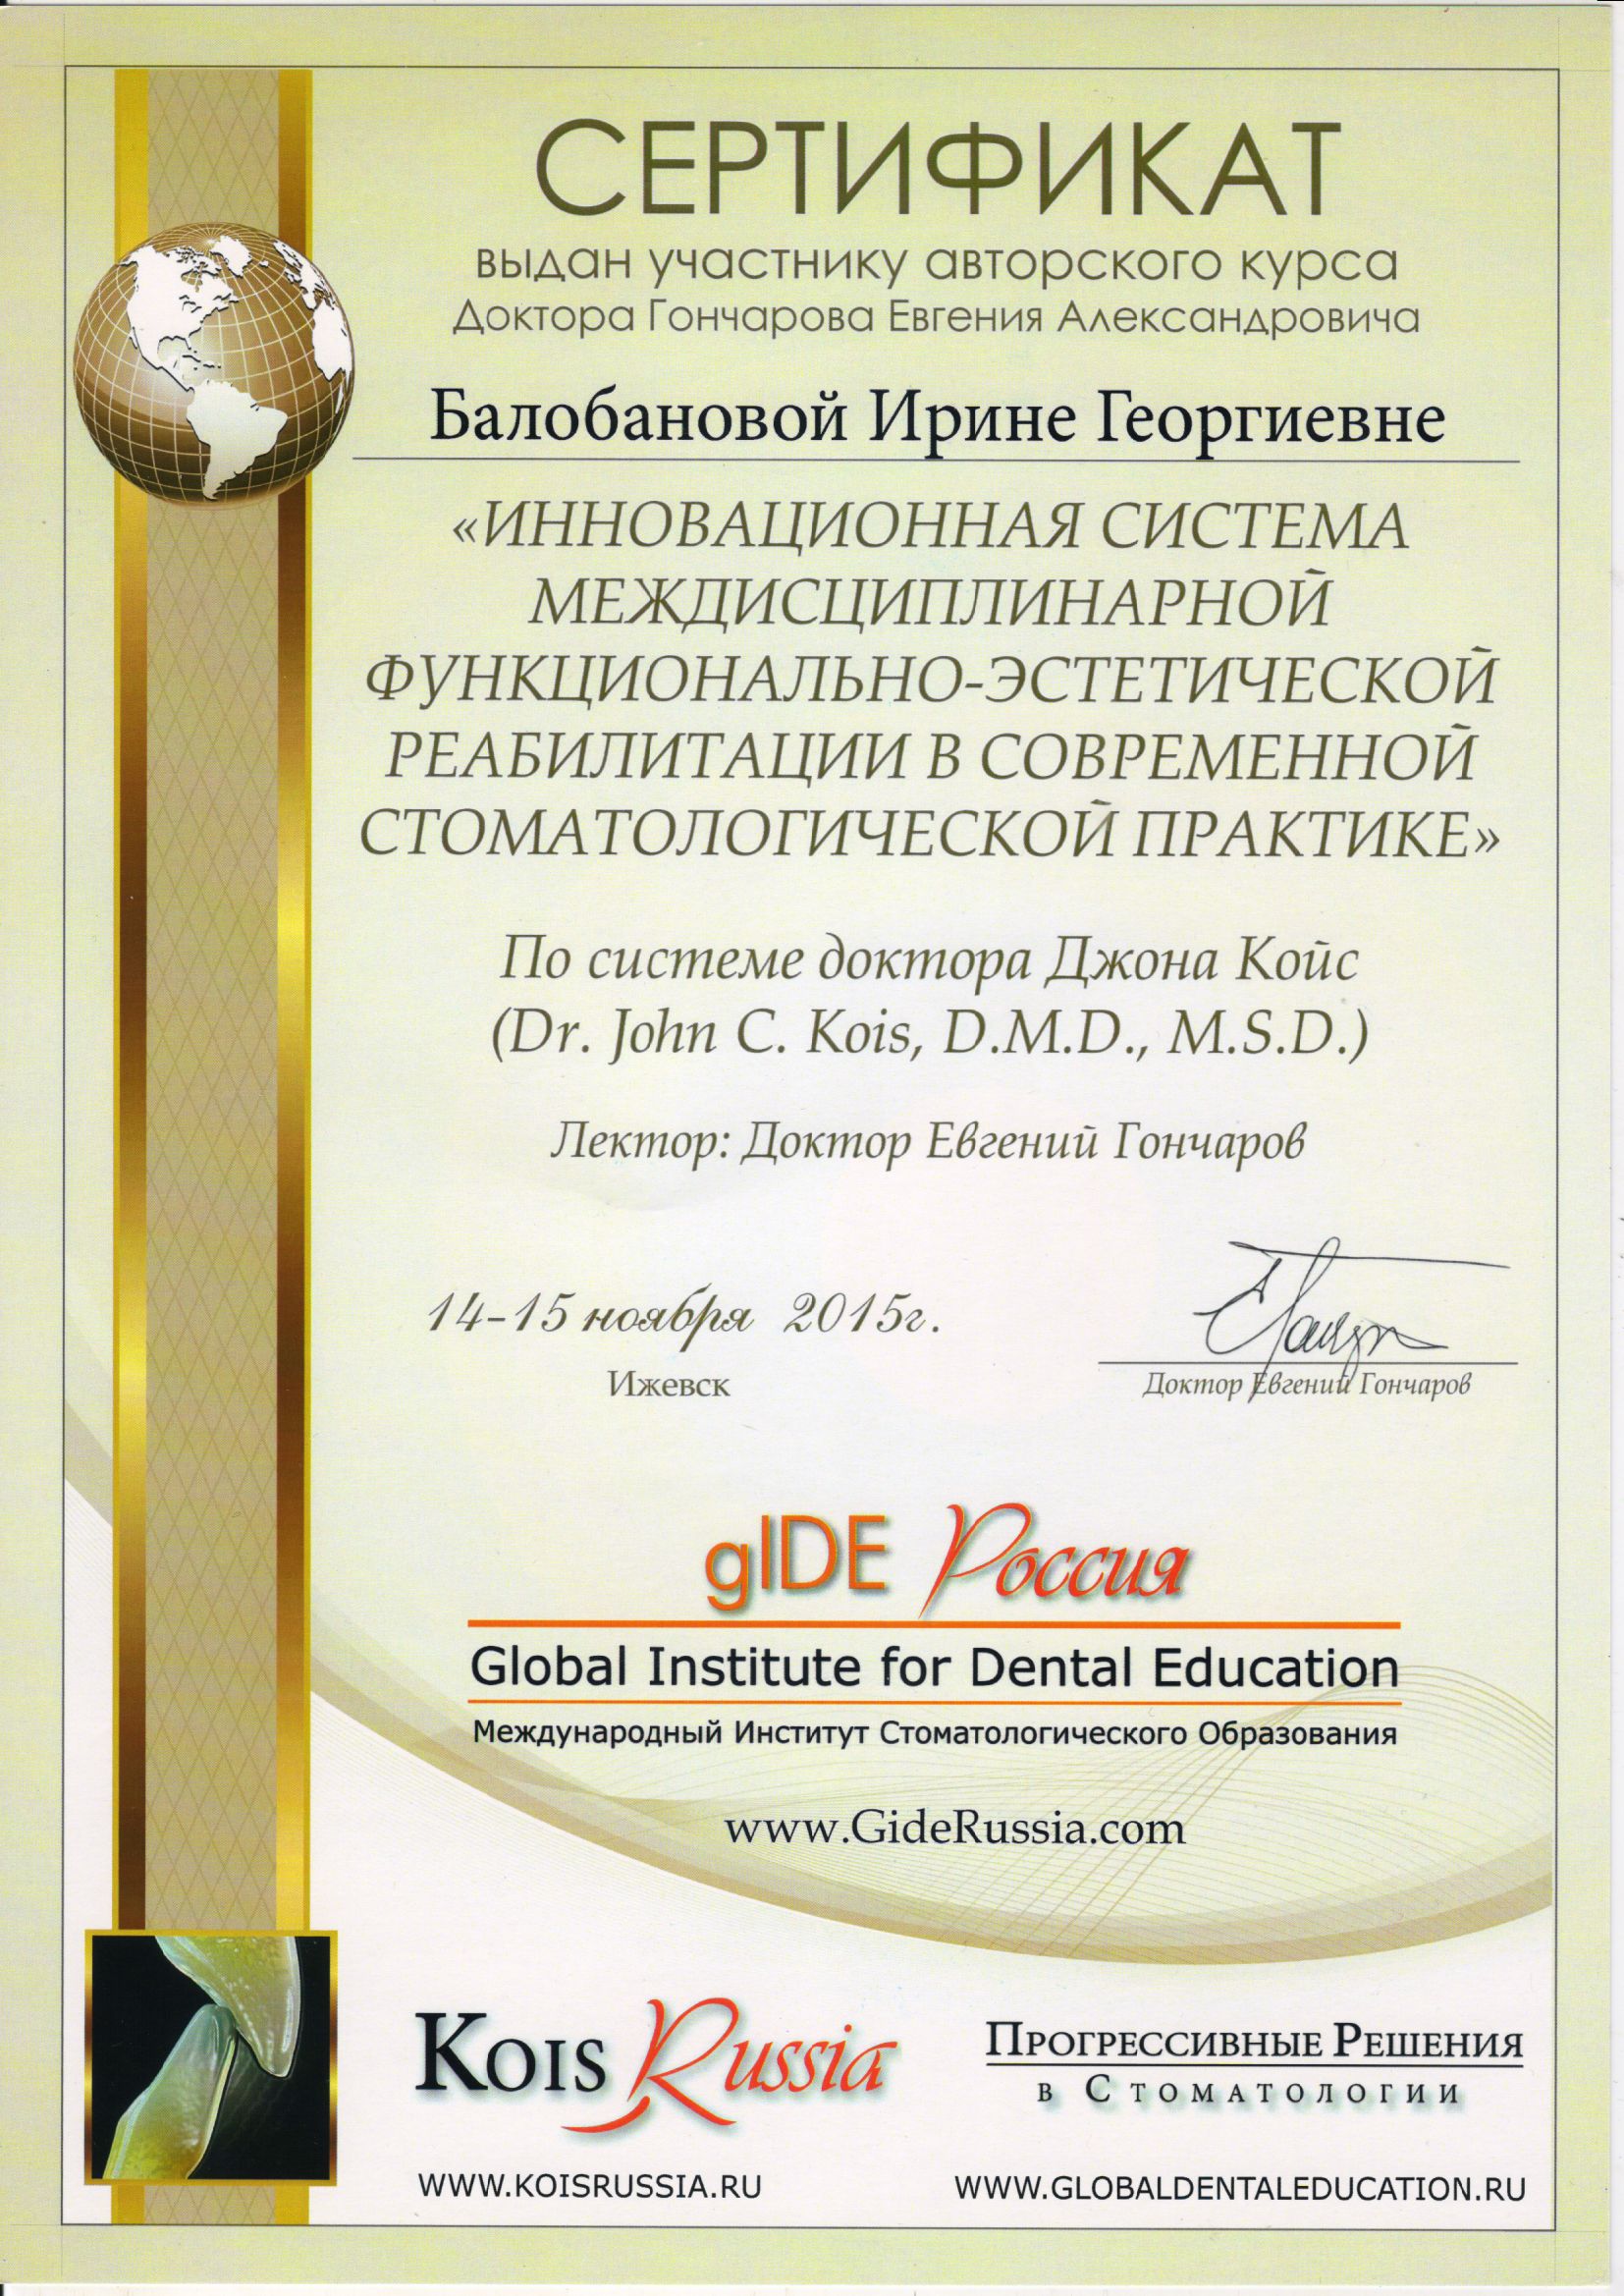 СЕРТИФИКАТ
выдан участнику авторского курса
Доктора Гончарова Евгения Александровича
Балобановой Ирине Георгиевне
«ИННОВАЦИОННАЯ СИСТЕМА
МЕЖДИСЦИПЛИНАРНОЙ
ФУНКЦИОНАЛЬНО-ЭСТЕТИЧЕСКОЙ
РЕАБИЛИТАЦИИ В СОВРЕМЕННОЙ
СТОМАТОЛОГИЧЕСКОЙ ПРАКТИКЕ»
По системе доктора Джона Койс
(Dr. John C. Kois, D.M.D., M.S.D.)
Лектор: Доктор Евгений Гончаров
14-15 ноября 2015г.
Ижевск
Доктор Евгений Гончаров
gIDE Россия
Global Institute for Dental Education
Международный Институт Стоматологического Образования
www.GideRussia.com
KOIS Russia
WWW.KOISRUSSIA.RU
ПРОГРЕССИВНЫЕ РЕШЕНИЯ
В СТОМАТОЛОГИИ
WWW.GLOBALDENTALEDUCATION.RU